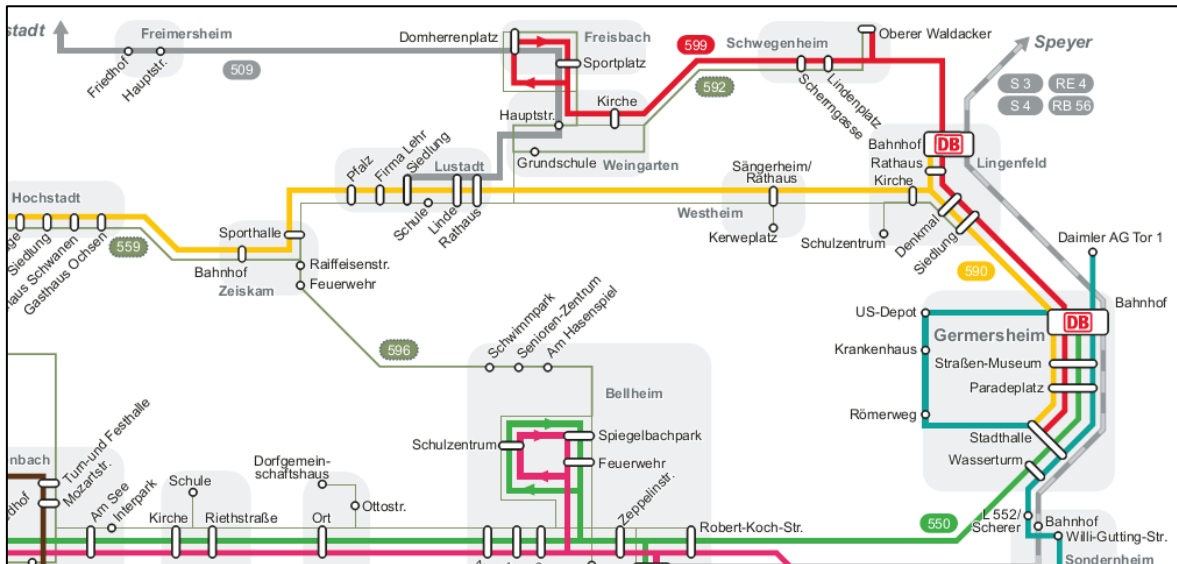 stadt
Freimersheim
Friedhof
Hauptstr.
509
Domherrenplatz
Freisbach
Sportplatz
599
592
Schwegenheim
Oberer Waldacker
Scherrngasse
Lindenplatz
Speyer
S 3
RE 4
S 4
RB 56
Hauptstr.
Kirche
Grundschule
Weingarten
Bahnhof
DB
Rathaus
Lingenfeld
Kirche
Pfalz
Firma Lehr
Siedlung
Lustadt
Schule
Linde
Rathaus
Sängerheim/
Rathaus
Westheim
Kerweplatz
Schulzentrum
Denkmal
Siedlung
590
Daimler AG Tor 1
Hochstadt
Siedlung
haus Schwanen
Gasthaus Ochsen
559
Sporthalle
Bahnhof
Zeiskam
Raiffeisenstr.
Feuerwehr
596
Schwimmpark
Senioren-Zentrum
Am Hasenspiel
Bellheim
Schulzentrum
Spiegelbachpark
Feuerwehr
US-Depot
Bahnhof
DB
Germersheim
Krankenhaus
Straßen-Museum
Paradeplatz
Römerweg
Stadthalle
Wasserturm
enbach
Turn-und Festhalle
Mozartstr.
Am See
Interpark
Schule
Kirche
Riethstraße
Dorfgemein-
schaftshaus
Ottostr.
Ort
Zeppelinstr.
Robert-Koch-Str.
550
L 552/
Scherer
Bahnhof
Willi-Gutting-Str.
Sondernheim